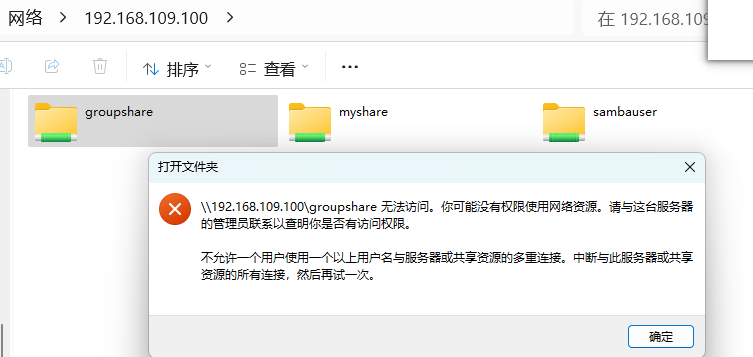 网络 > 192.168.109.100 >
在 192.168.109
排序
查看
groupshare
myshare
sambauser
打开文件夹
\\192.168.109.100\groupshare 无法访问。你可能没有权限使用网络资源。请与这台服务器
的管理员联系以查明你是否有访问权限。
不允许一个用户使用一个以上用户名与服务器或共享资源的多重连接。中断与此服务器或共享
资源的所有连接，然后再试一次。
确定